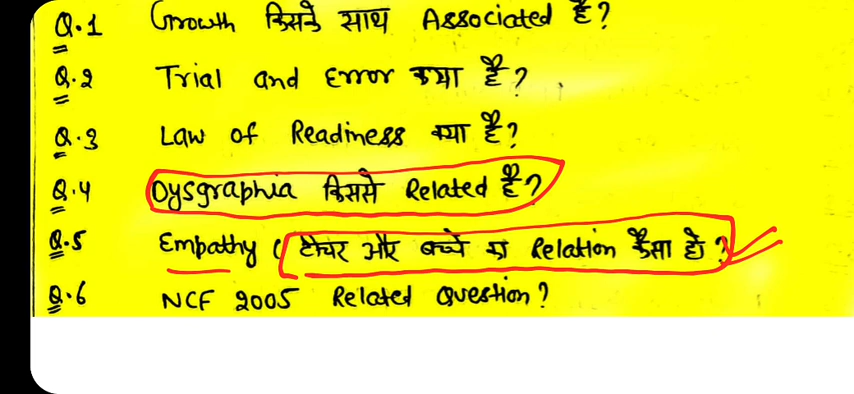 Q.1 Growth किसके साथ Associated है?
Q.2 Trial and Error क्या है?
Q.3 Law of Readiness क्या है?
Q.4 Dysgraphia किससे Related है?
Q.5 Empathy ( टीचर और बच्चे का Relation कैसा हो?
Q.6 NCF 2005 Related Question?